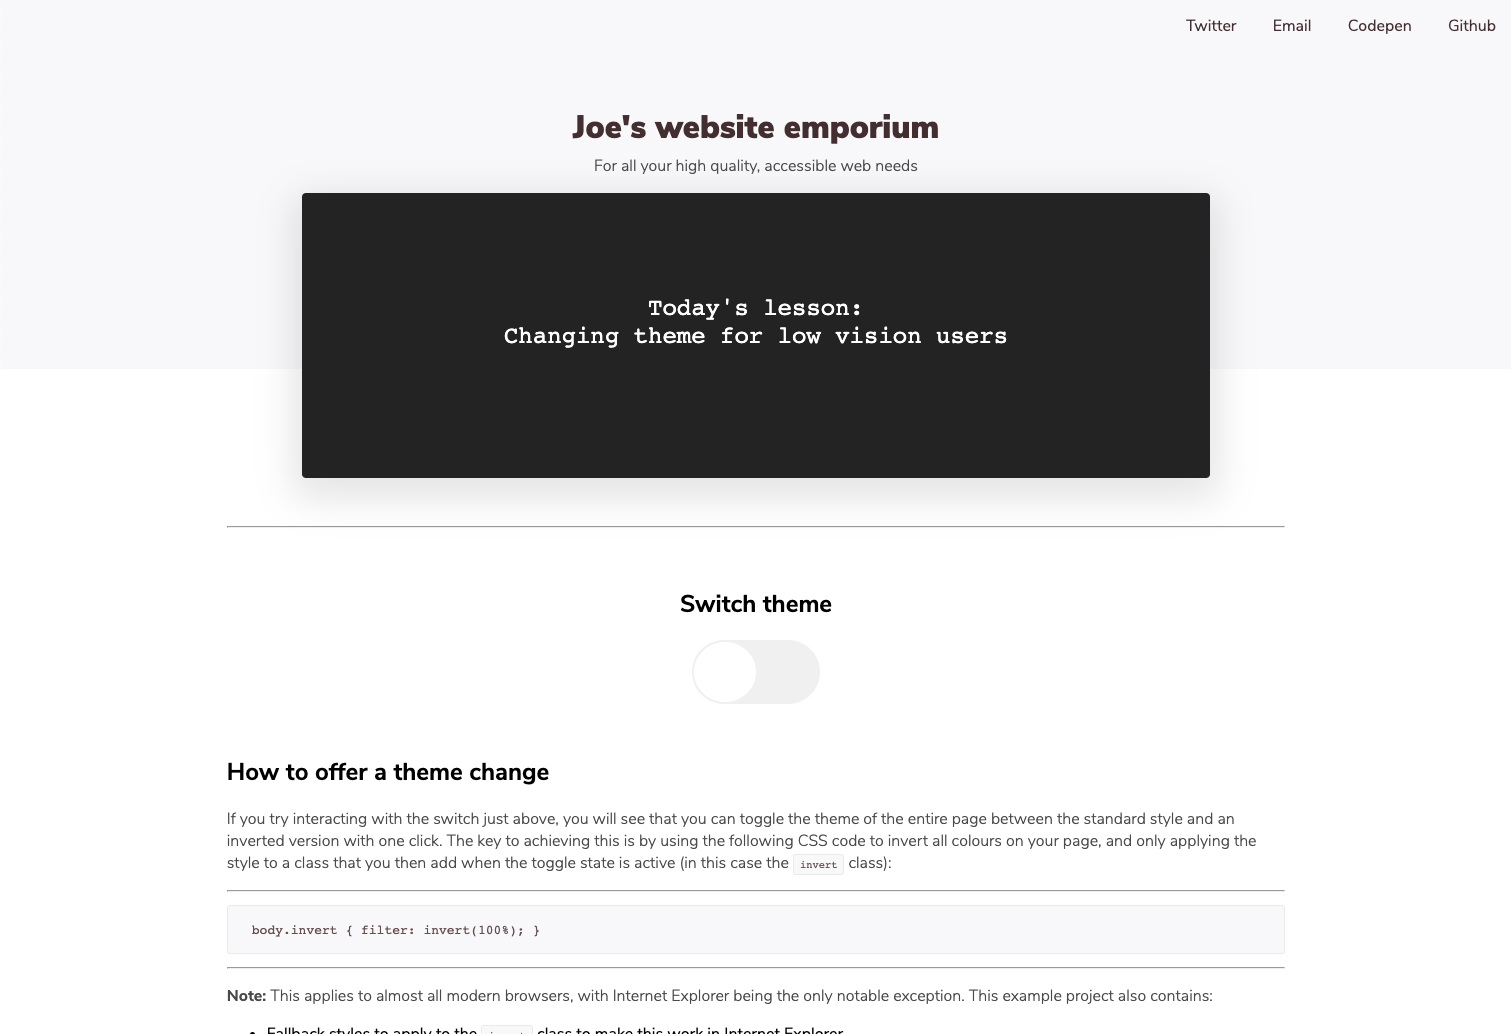 Twitter Email Codepen Github
Joe's website emporium
For all your high quality, accessible web needs
Today's lesson:
Changing theme for low vision users
Switch theme
How to offer a theme change
If you try interacting with the switch just above, you will see that you can toggle the theme of the entire page between the standard style and an
inverted version with one click. The key to achieving this is by using the following CSS code to invert all colours on your page, and only applying the
style to a class that you then add when the toggle state is active (in this case the invert class):
body.invert { filter: invert(100%); }
Note: This applies to almost all modern browsers, with Internet Explorer being the only notable exception. This example project also contains:
• Fallback styles to apply to the invert class to make this work in Internet Explorer